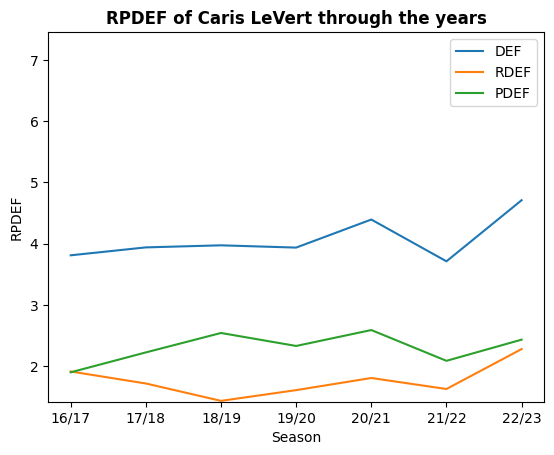 RPDEF of Caris LeVert through the years
DEF
RDEF
PDEF
7
6
5
4
3
2
RPDEF
16/17 17/18 18/19 19/20 20/21 21/22 22/23
Season